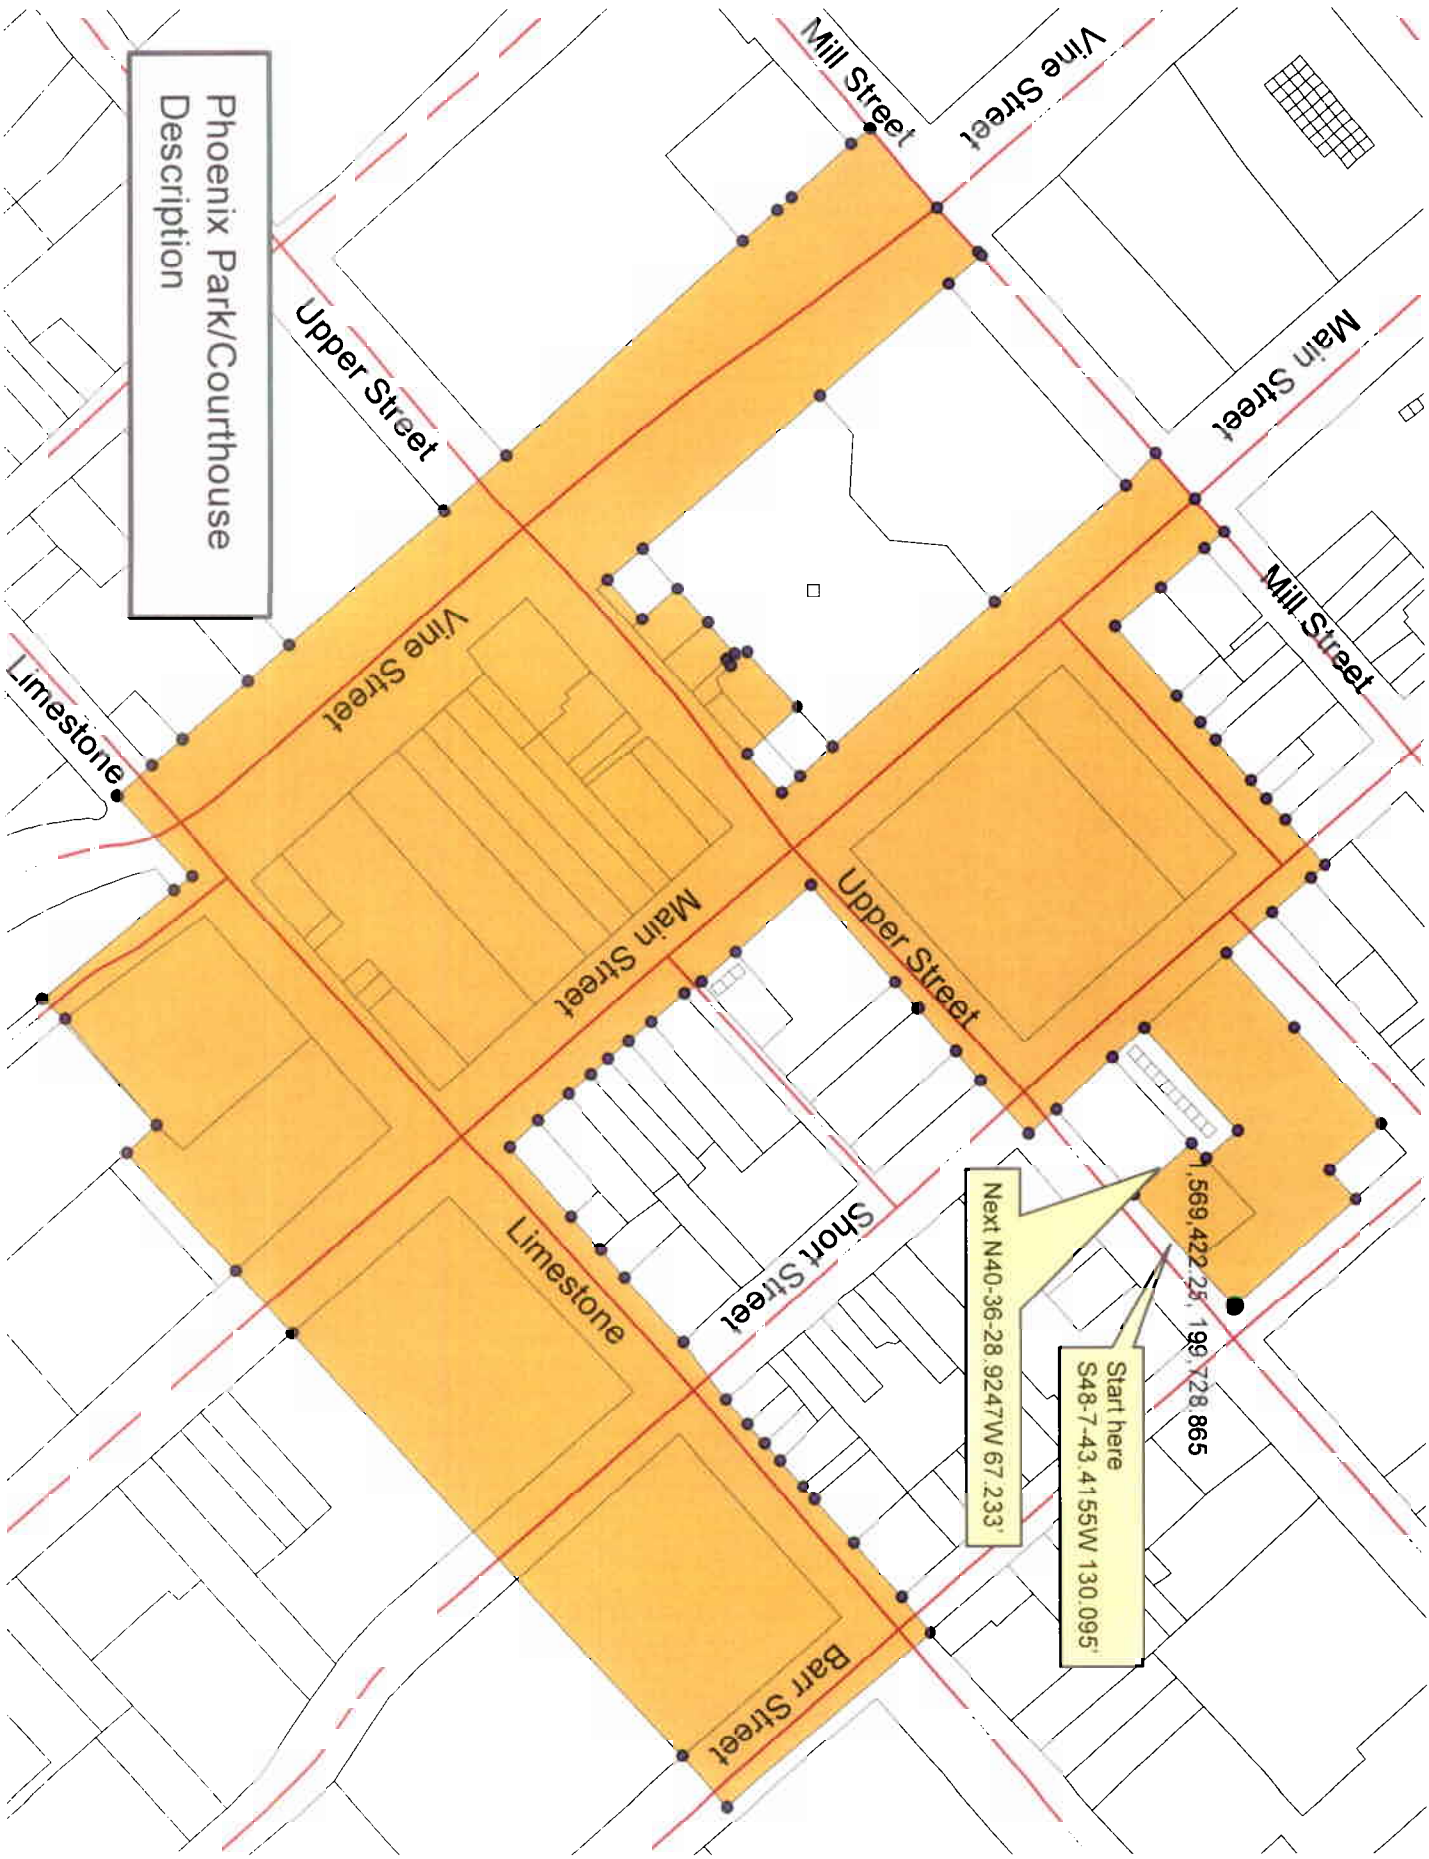 Phoenix Park/Courthouse
Description
Mill Street
Vine Street
Main Street
Mill Street
Upper Street
Vine Street
Limestone
Main Street
Upper Street
Short Street
Limestone
Barr Street
1,569,422.25, 199,728.865
Start here
S48-7-43.4155W 130.095'
Next N40-36-28.9247W 67.233'